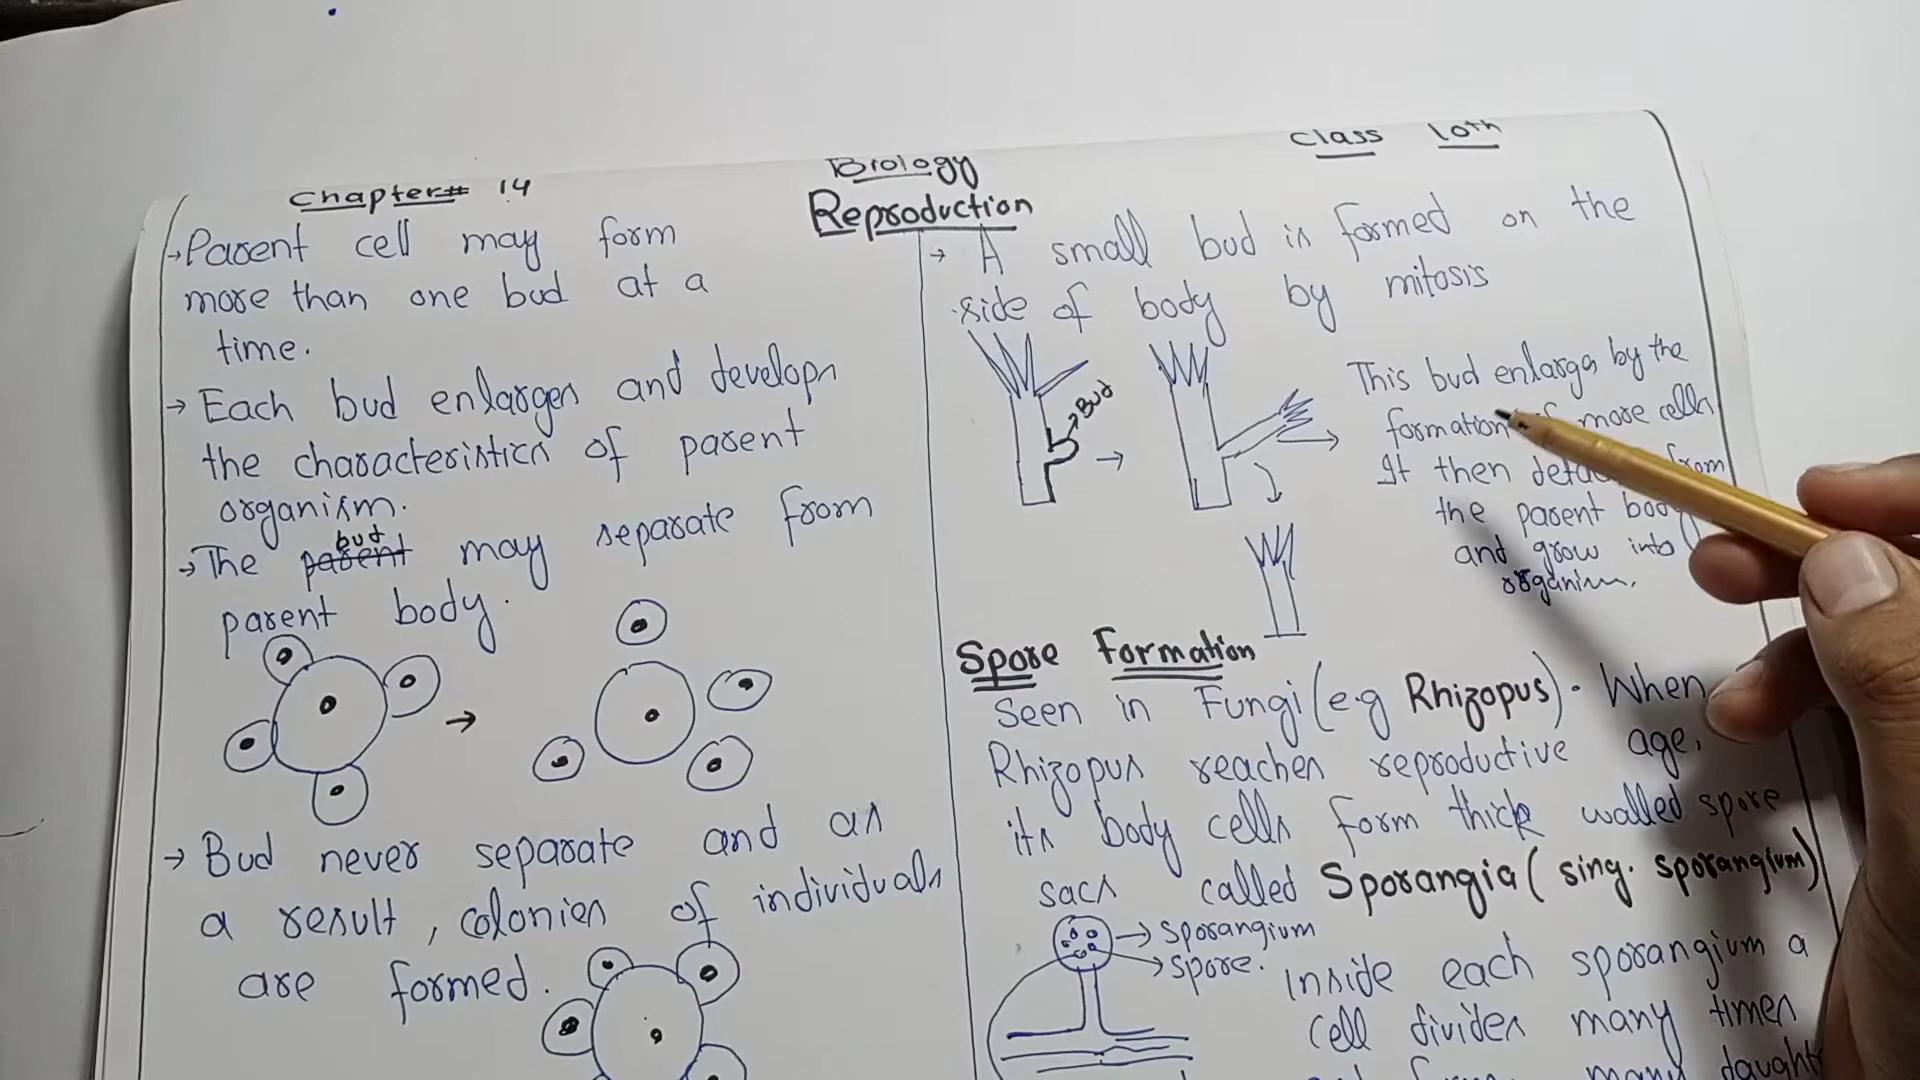 Chapter# 14
Biology
Class 10th
Reproduction
→ Parent cell may form
more than one bud at a
time.
→ Each bud enlarges and develops
the characteristics of parent
organism.
→ The parent bud may separate from
parent body.
→ Bud never separate and as
a result, colonies of individuals
are formed.
→ A small bud is formed on the
side of body by mitosis
Bud
This bud enlarges by the
formation of more cells
It then from
the parent body
and grow into
organism.
Spore Formation
Seen in Fungi (e.g Rhizopus). When
Rhizopus reaches reproductive age,
its body cells form thick walled spore
sacs called Sporangia (sing. sporangium)
→ Sporangium
→ Spore.
Inside each sporangium a
cell divides many times
many